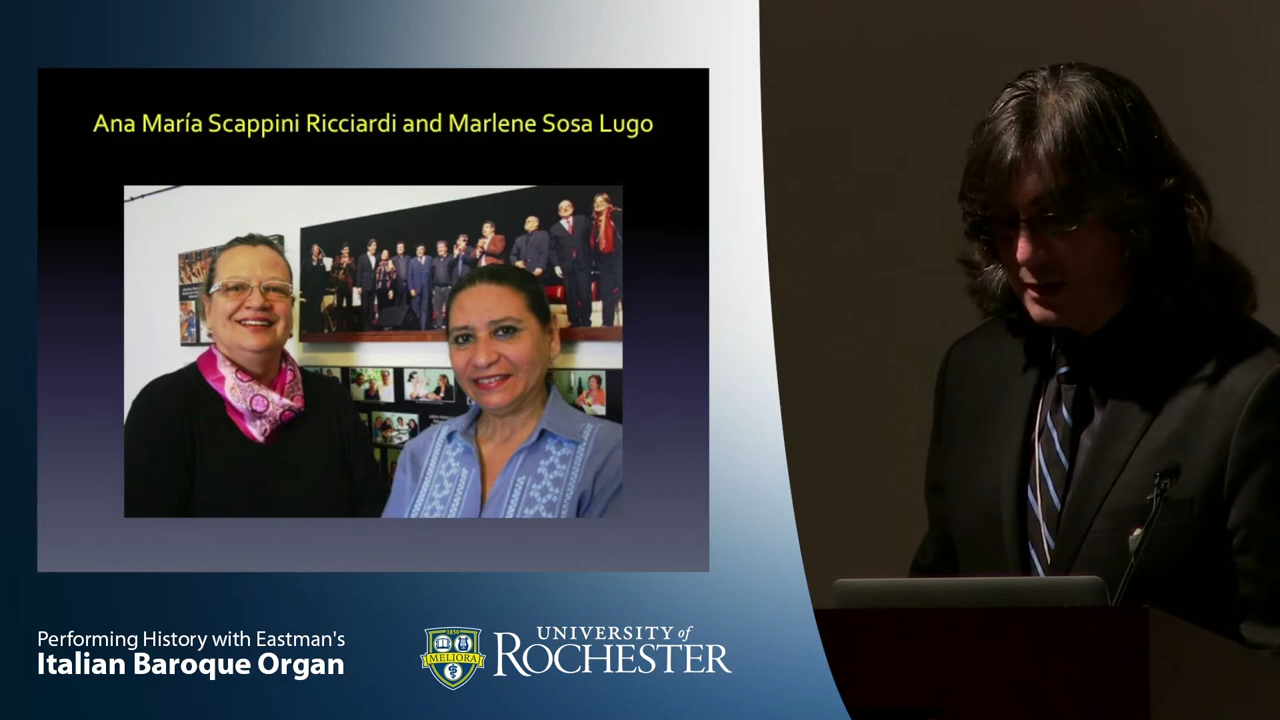 Ana María Scappini Ricciardi and Marlene Sosa Lugo
Performing History with Eastman's
Italian Baroque Organ
1850
MELIORA
UNIVERSITY of
ROCHESTER